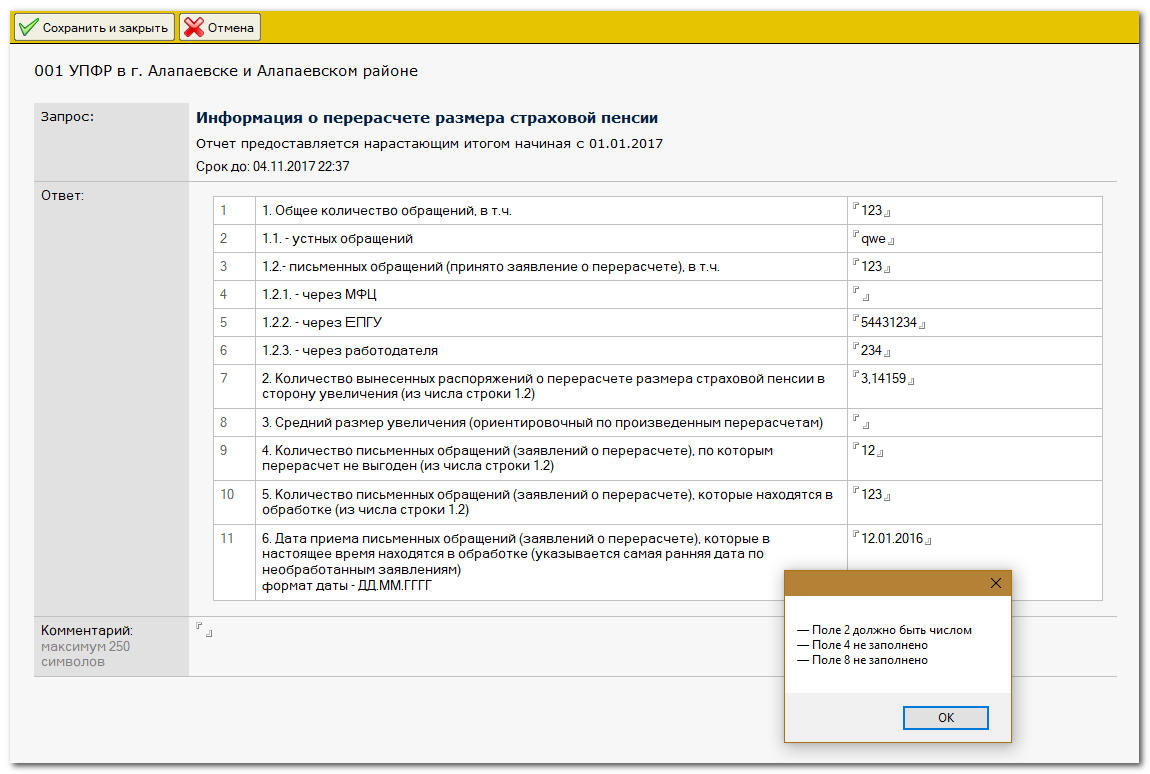 Сохранить и закрыть Отмена
001 УПФР в г. Алапаевске и Алапаевском районе
Запрос: Информация о перерасчете размера страховой пенсии
Отчет предоставляется нарастающим итогом начиная с 01.01.2017
Срок до: 04.11.2017 22:37
Ответ:
1 1. Общее количество обращений, в т.ч. 123
2 1.1. - устных обращений qwe
3 1.2.- письменных обращений (принято заявление о перерасчете), в т.ч. 123
4 1.2.1. - через МФЦ
5 1.2.2. - через ЕПГУ 54431234
6 1.2.3. - через работодателя 234
7 2. Количество вынесенных распоряжений о перерасчете размера страховой пенсии в 3,14159
сторону увеличения (из числа строки 1.2)
8 3. Средний размер увеличения (ориентировочный по произведенным перерасчетам)
9 4. Количество письменных обращений (заявлений о перерасчете), по которым 12
перерасчет не выгоден (из числа строки 1.2)
10 5. Количество письменных обращений (заявлений о перерасчете), которые находятся в 123
обработке (из числа строки 1.2)
11 6. Дата приема письменных обращений (заявлений о перерасчете), которые в 12.01.2016
настоящее время находятся в обработке (указывается самая ранняя дата по
необработанным заявлениям)
формат даты - ДД.ММ.ГГГГ
Комментарий:
максимум 250
символов
— Поле 2 должно быть числом
— Поле 4 не заполнено
— Поле 8 не заполнено
ОК